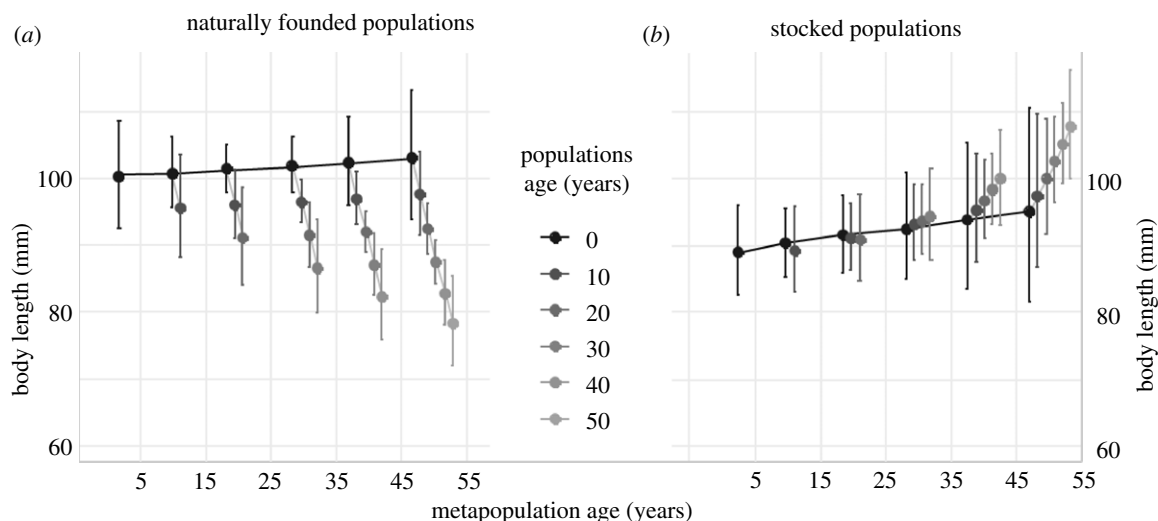 (a) naturally founded populations
(b) stocked populations
body length (mm)
100
80
60
populations
age (years)
0
10
20
30
40
50
100
80
60
body length (mm)
5 15 25 35 45 55
5 15 25 35 45 55
metapopulation age (years)